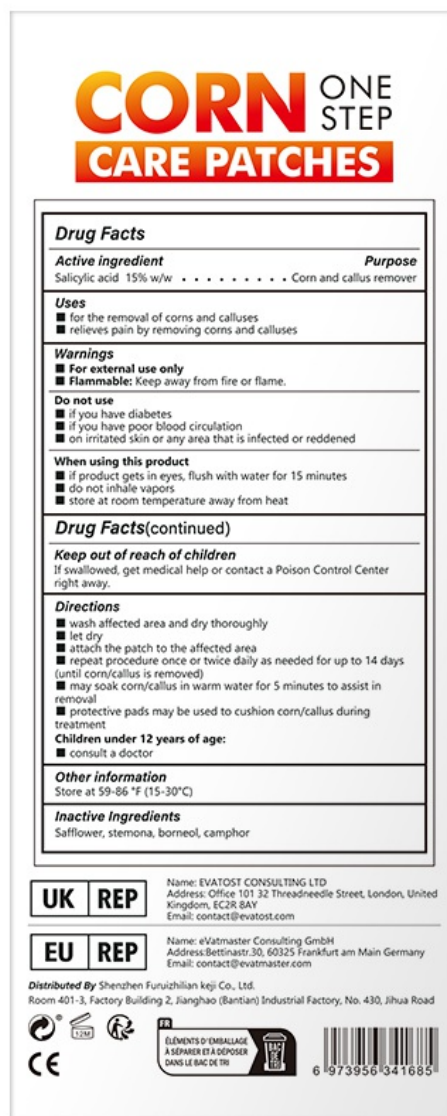 CORN ONE STEP
CARE PATCHES
Drug Facts
Active ingredient Purpose
Salicylic acid 15% w/w . . . . . . . . . . Corn and callus remover
Uses
■ for the removal of corns and calluses
■ relieves pain by removing corns and calluses
Warnings
■ For external use only
■ Flammable: Keep away from fire or flame.
Do not use
■ if you have diabetes
■ if you have poor blood circulation
■ on irritated skin or any area that is infected or reddened
When using this product
■ if product gets in eyes, flush with water for 15 minutes
■ do not inhale vapors
■ store at room temperature away from heat
Drug Facts(continued)
Keep out of reach of children
If swallowed, get medical help or contact a Poison Control Center
right away.
Directions
■ wash affected area and dry thoroughly
■ let dry
■ attach the patch to the affected area
■ repeat procedure once or twice daily as needed for up to 14 days
(until corn/callus is removed)
■ may soak corn/callus in warm water for 5 minutes to assist in
removal
■ protective pads may be used to cushion corn/callus during
treatment
Children under 12 years of age:
■ consult a doctor
Other information
Store at 59-86 °F (15-30°C)
Inactive Ingredients
Safflower, stemona, borneol, camphor
UK REP
Name: EVATOST CONSULTING LTD
Address: Office 101 32 Threadneedle Street, London, United
Kingdom, EC2R 8AY
Email: contact@evatost.com
EU REP
Name: eVatmaster Consulting GmbH
Address:Bettinastr.30, 60325 Frankfurt am Main Germany
Email: contact@evatmaster.com
Distributed By Shenzhen Furuizhilian keji Co., Ltd.
Room 401-3, Factory Building 2, Jianghao (Bantian) Industrial Factory, No. 430, Jihua Road
12M
CE
FR
ÉLÉMENTS D'EMBALLAGE
À SÉPARER ET À DÉPOSER
DANS LE BAC DE TRI
BAC
DE
TRI
6 973956 341685